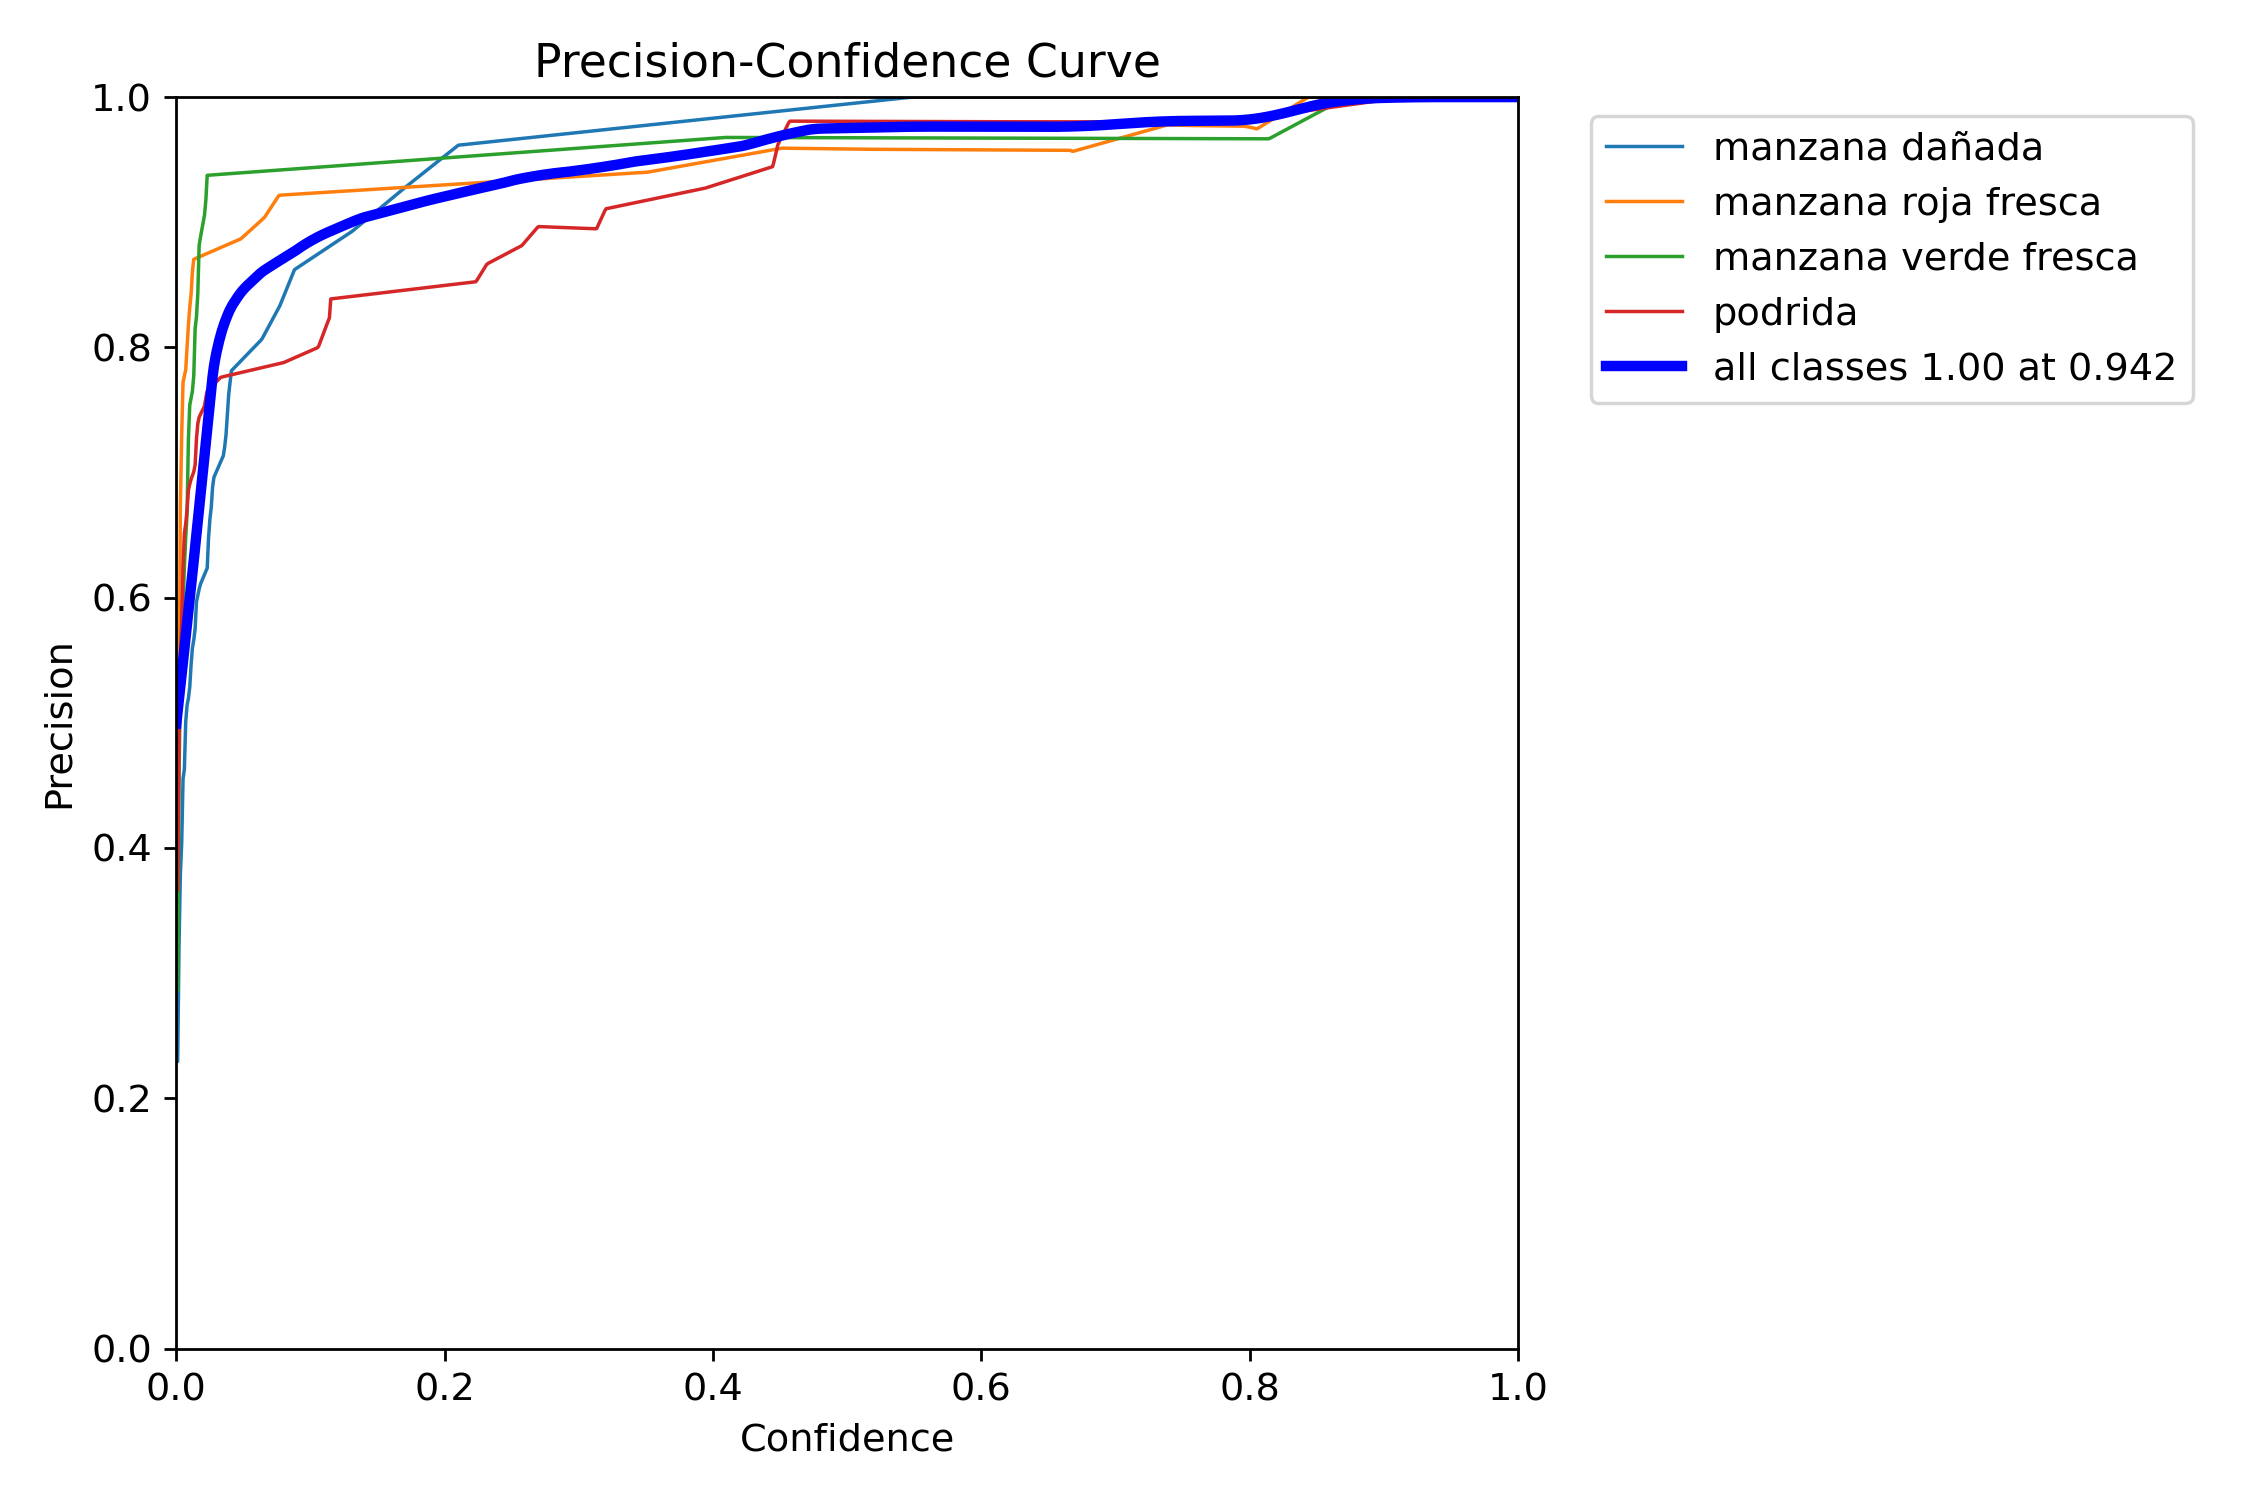 Precision-Confidence Curve
1.0
0.8
0.6
0.4
0.2
0.0
Precision
0.0 0.2 0.4 0.6 0.8 1.0
Confidence
manzana dañada
manzana roja fresca
manzana verde fresca
podrida
all classes 1.00 at 0.942